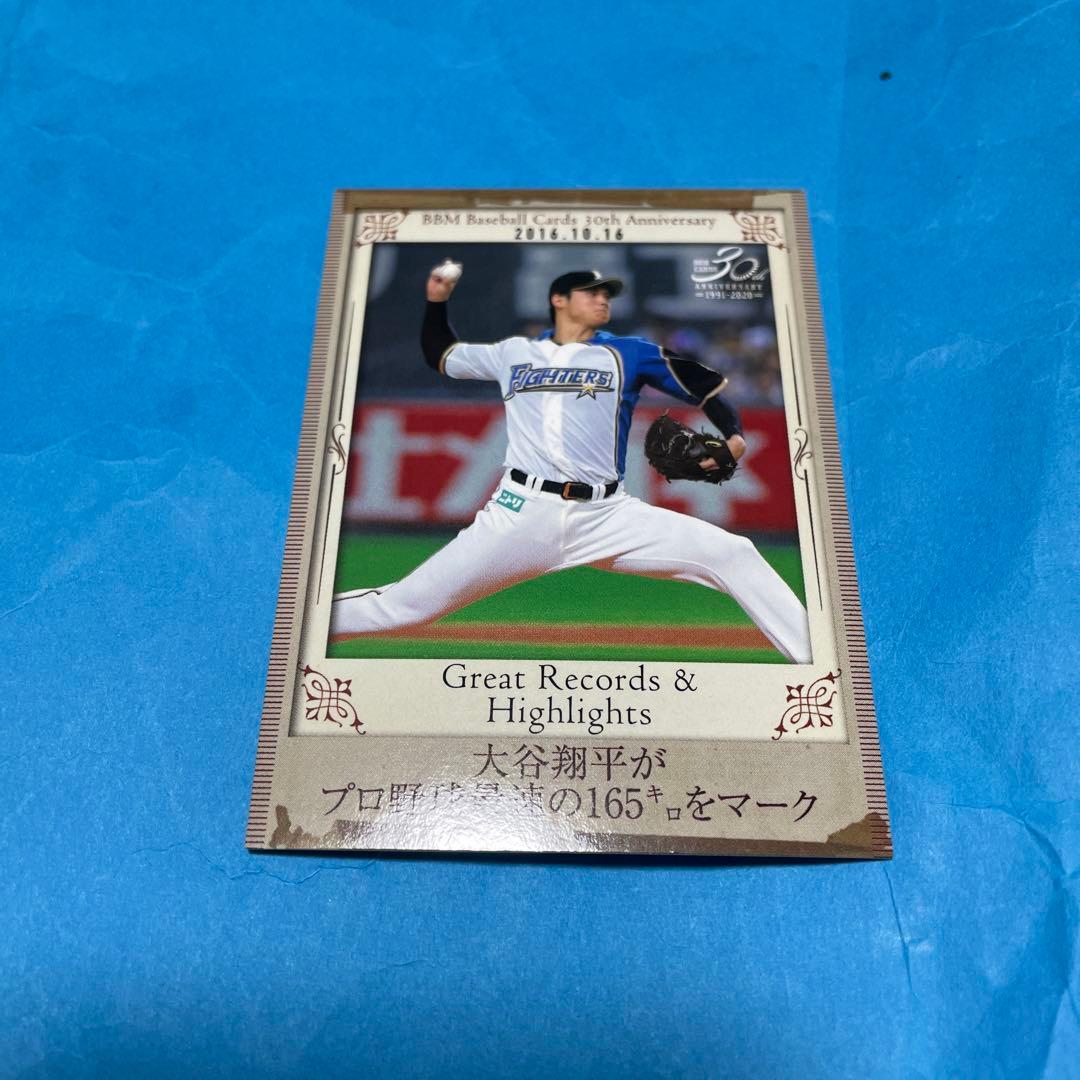 BBM Baseball Cards 30th Anniversary
2016.10.16
BBM CARDS 30th
ANNIVERSARY
1991-2020
FIGHTERS
ニトリ
Great Records &
Highlights
大谷翔平が
プロ野球最速の165㌔をマーク